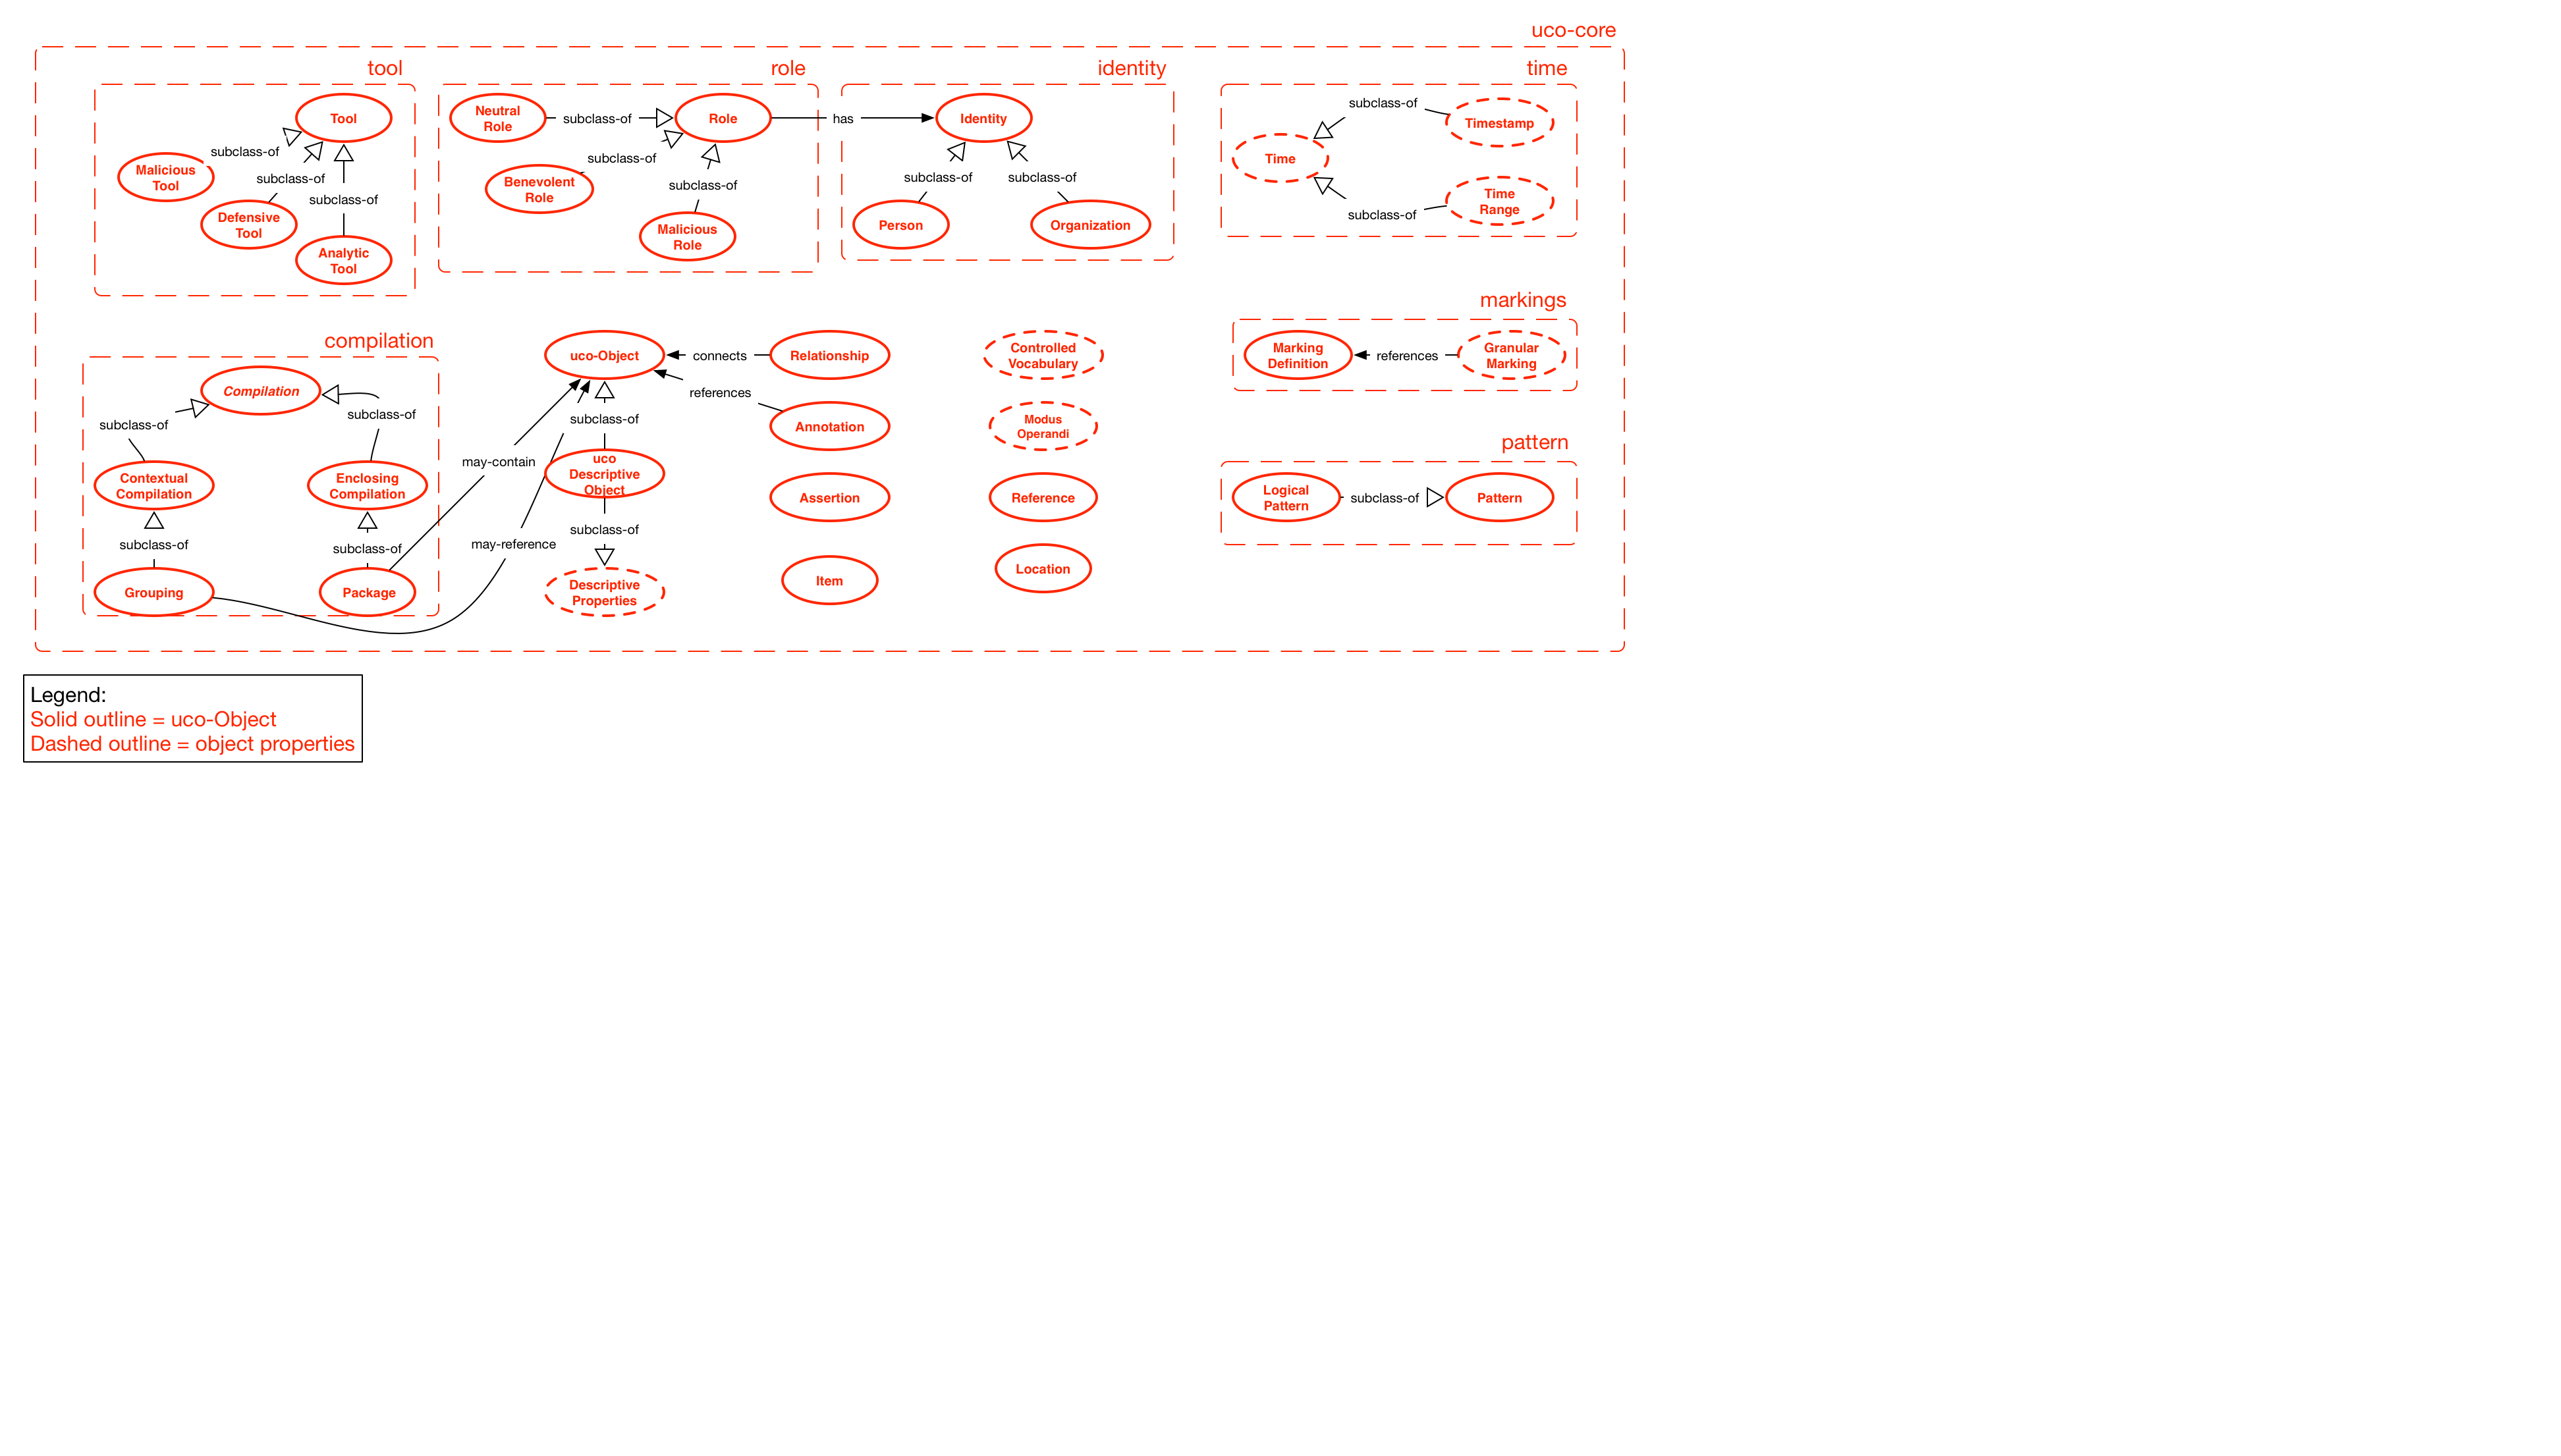 uco-core
tool
role
identity
time
Tool
subclass-of
Malicious
Tool
subclass-of
Defensive
Tool
subclass-of
Analytic
Tool
Neutral
Role
subclass-of
Role
has
subclass-of
Benevolent
Role
subclass-of
Malicious
Role
Identity
subclass-of
subclass-of
Person
Organization
subclass-of
Timestamp
Time
Time
Range
subclass-of
compilation
Compilation
subclass-of
subclass-of
Contextual
Compilation
Enclosing
Compilation
subclass-of
subclass-of
Grouping
Package
may-contain
may-reference
uco-Object
connects
Relationship
references
Annotation
subclass-of
uco
Descriptive
Object
subclass-of
Descriptive
Properties
Assertion
Item
Controlled
Vocabulary
Modus
Operandi
Reference
Location
markings
Marking
Definition
references
Granular
Marking
pattern
Logical
Pattern
subclass-of
Pattern
Legend:
Solid outline = uco-Object
Dashed outline = object properties